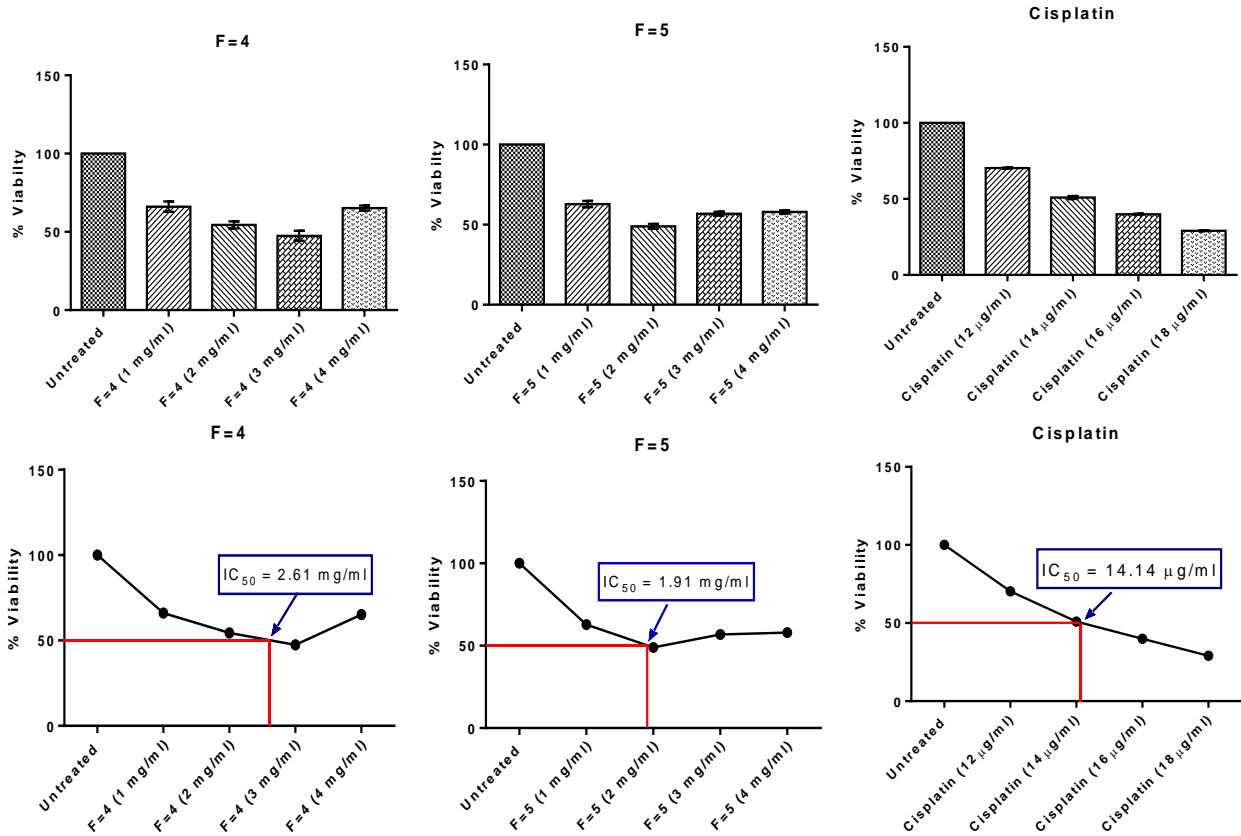 F=4
% Viabilty
150
100
50
0
Untreated
F=4 (1 mg/ml)
F=4 (2 mg/ml)
F=4 (3 mg/ml)
F=4 (4 mg/ml)
F=5
% Viabilty
150
100
50
0
Untreated
F=5 (1 mg/ml)
F=5 (2 mg/ml)
F=5 (3 mg/ml)
F=5 (4 mg/ml)
Cisplatin
% Viabilty
150
100
50
0
Untreated
Cisplatin (12 μg/ml)
Cisplatin (14 μg/ml)
Cisplatin (16 μg/ml)
Cisplatin (18 μg/ml)
F=4
% Viability
150
100
50
0
IC50 = 2.61 mg/ml
Untreated
F=4 (1 mg/ml)
F=4 (2 mg/ml)
F=4 (3 mg/ml)
F=4 (4 mg/ml)
F=5
% Viability
150
100
50
0
IC50 = 1.91 mg/ml
Untreated
F=5 (1 mg/ml)
F=5 (2 mg/ml)
F=5 (3 mg/ml)
F=5 (4 mg/ml)
Cisplatin
% Viability
150
100
50
0
IC50 = 14.14 μg/ml
Untreated
Cisplatin (12 μg/ml)
Cisplatin (14 μg/ml)
Cisplatin (16 μg/ml)
Cisplatin (18 μg/ml)